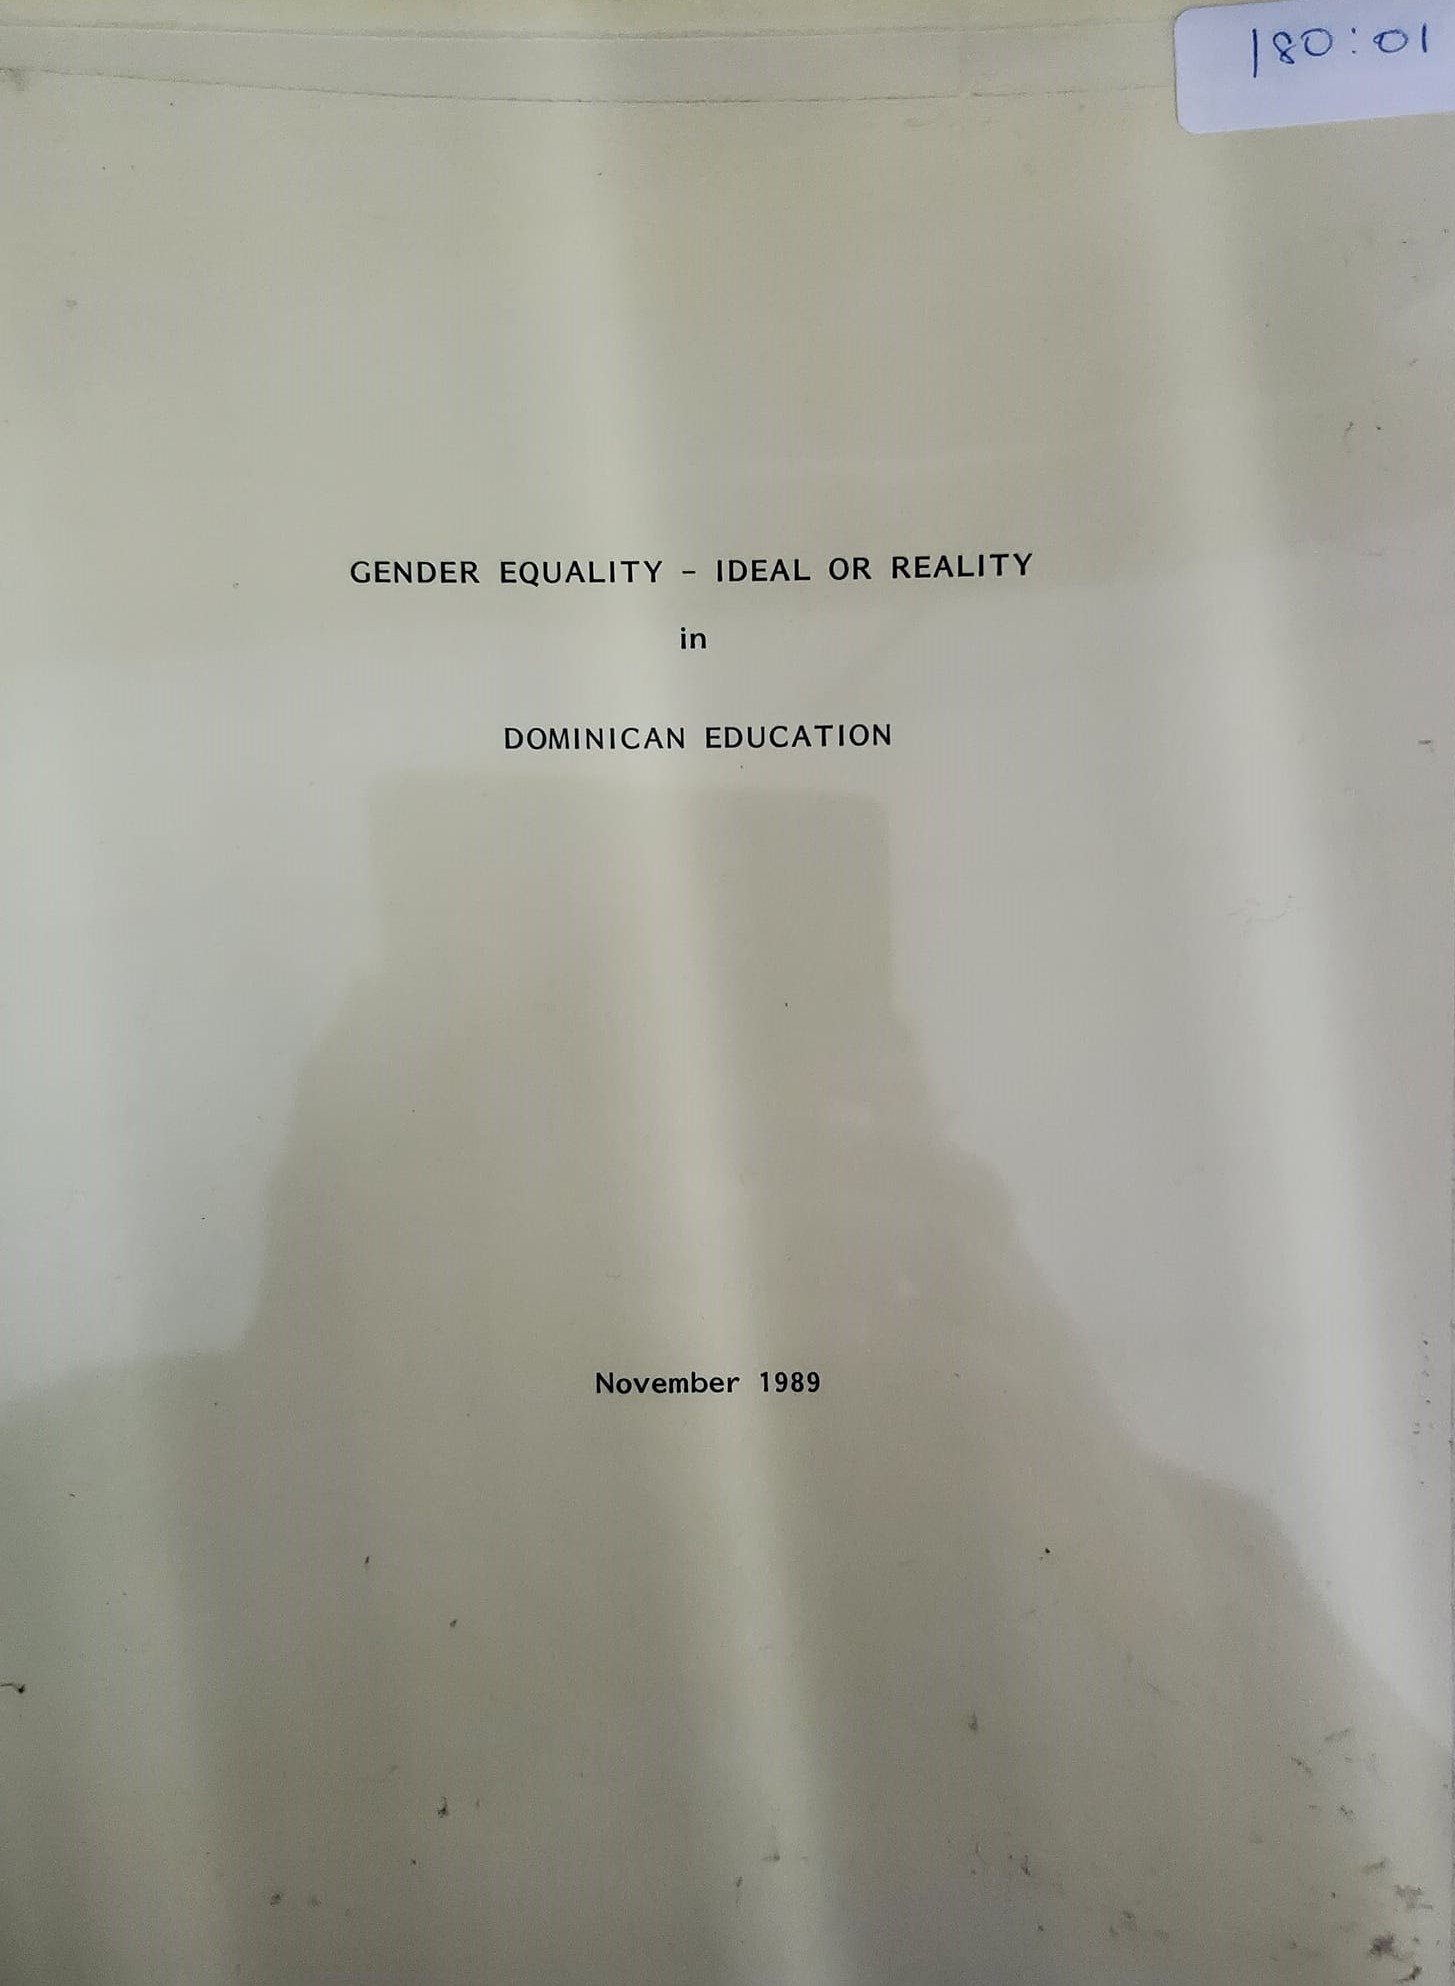 180:01
GENDER EQUALITY - IDEAL OR REALITY
in
DOMINICAN EDUCATION
November 1989